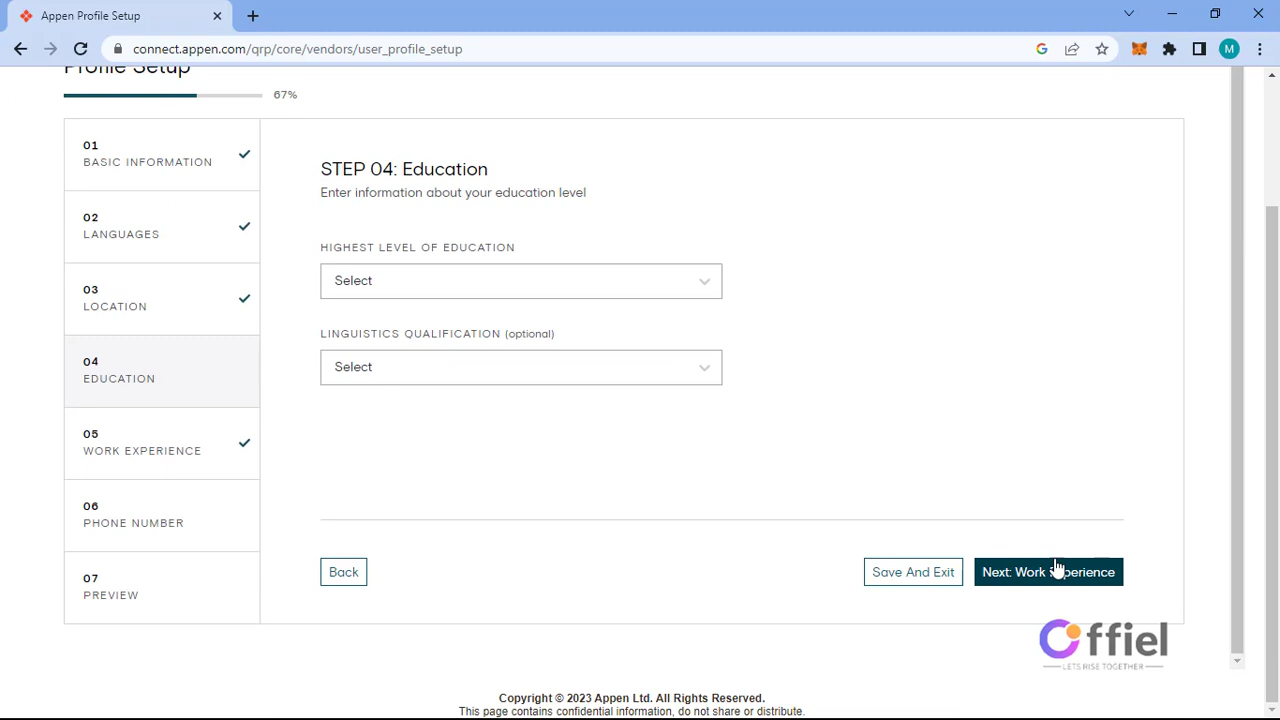 Appen Profile Setup
connect.appen.com/qrp/core/vendors/user_profile_setup
M
Profile Setup
67%
01
BASIC INFORMATION
02
LANGUAGES
03
LOCATION
04
EDUCATION
05
WORK EXPERIENCE
06
PHONE NUMBER
07
PREVIEW
STEP 04: Education
Enter information about your education level
HIGHEST LEVEL OF EDUCATION
Select
LINGUISTICS QUALIFICATION (optional)
Select
Back
Save And Exit
Next: Work Experience
Offiel
LETS RISE TOGETHER
Copyright © 2023 Appen Ltd. All Rights Reserved.
This page contains confidential information, do not share or distribute.